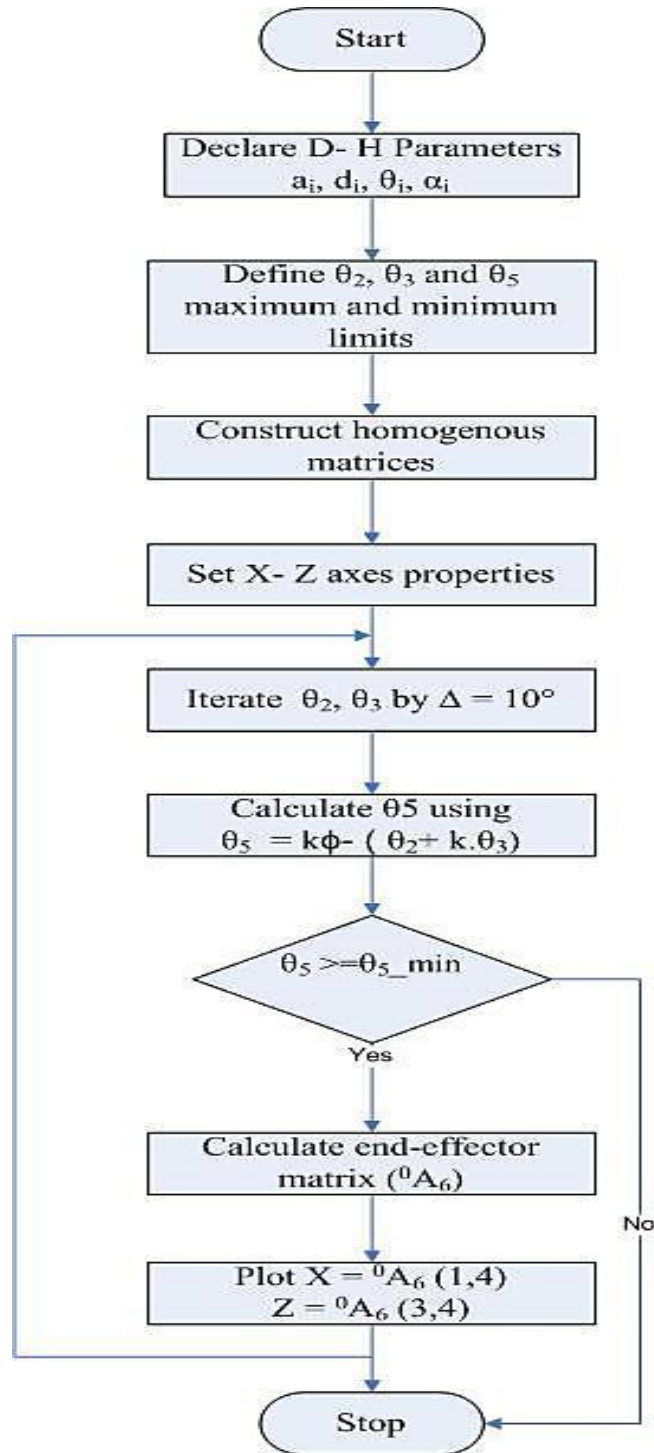 Start
Declare D- H Parameters
aᵢ, dᵢ, θᵢ, αᵢ
Define θ₂, θ₃ and θ₅
maximum and minimum
limits
Construct homogenous
matrices
Set X- Z axes properties
Iterate θ₂, θ₃ by Δ = 10°
Calculate θ5 using
θ₅ = kϕ- ( θ₂+ k.θ₃)
θ₅ >=θ₅_min
Yes
Calculate end-effector
matrix (⁰A₆)
No
Plot X = ⁰A₆ (1,4)
Z = ⁰A₆ (3,4)
Stop